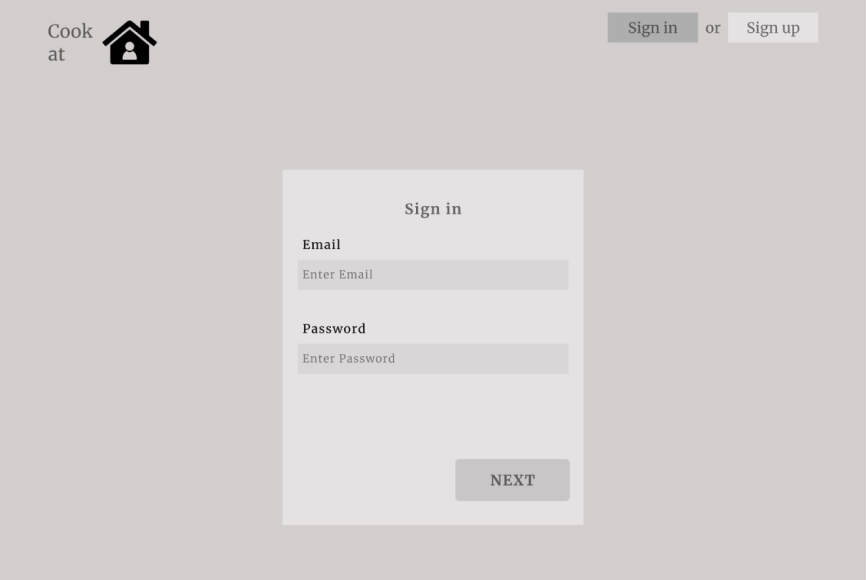 Cook
at
Sign in
or
Sign up
Sign in
Email
Enter Email
Password
Enter Password
NEXT